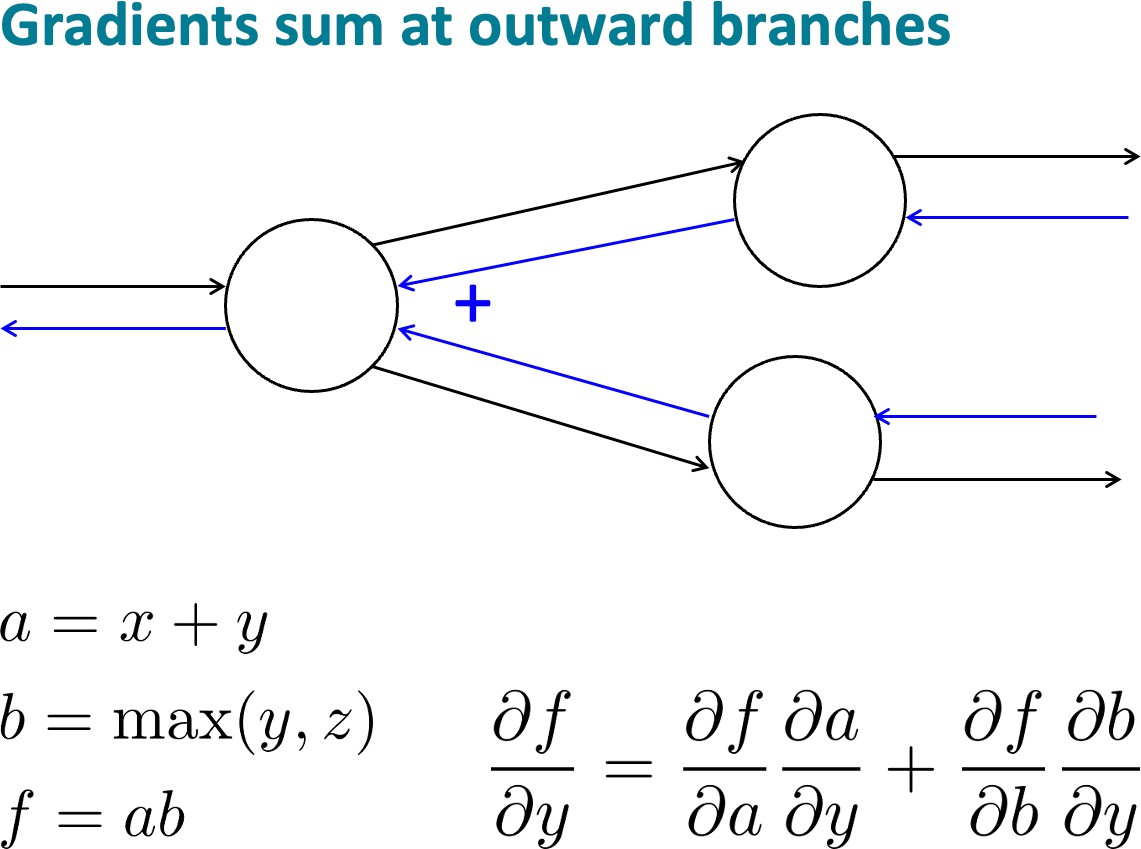 Gradients sum at outward branches
+
a = x + y
b = max(y, z)
f = ab
∂f/∂y = ∂f/∂a ∂a/∂y + ∂f/∂b ∂b/∂y